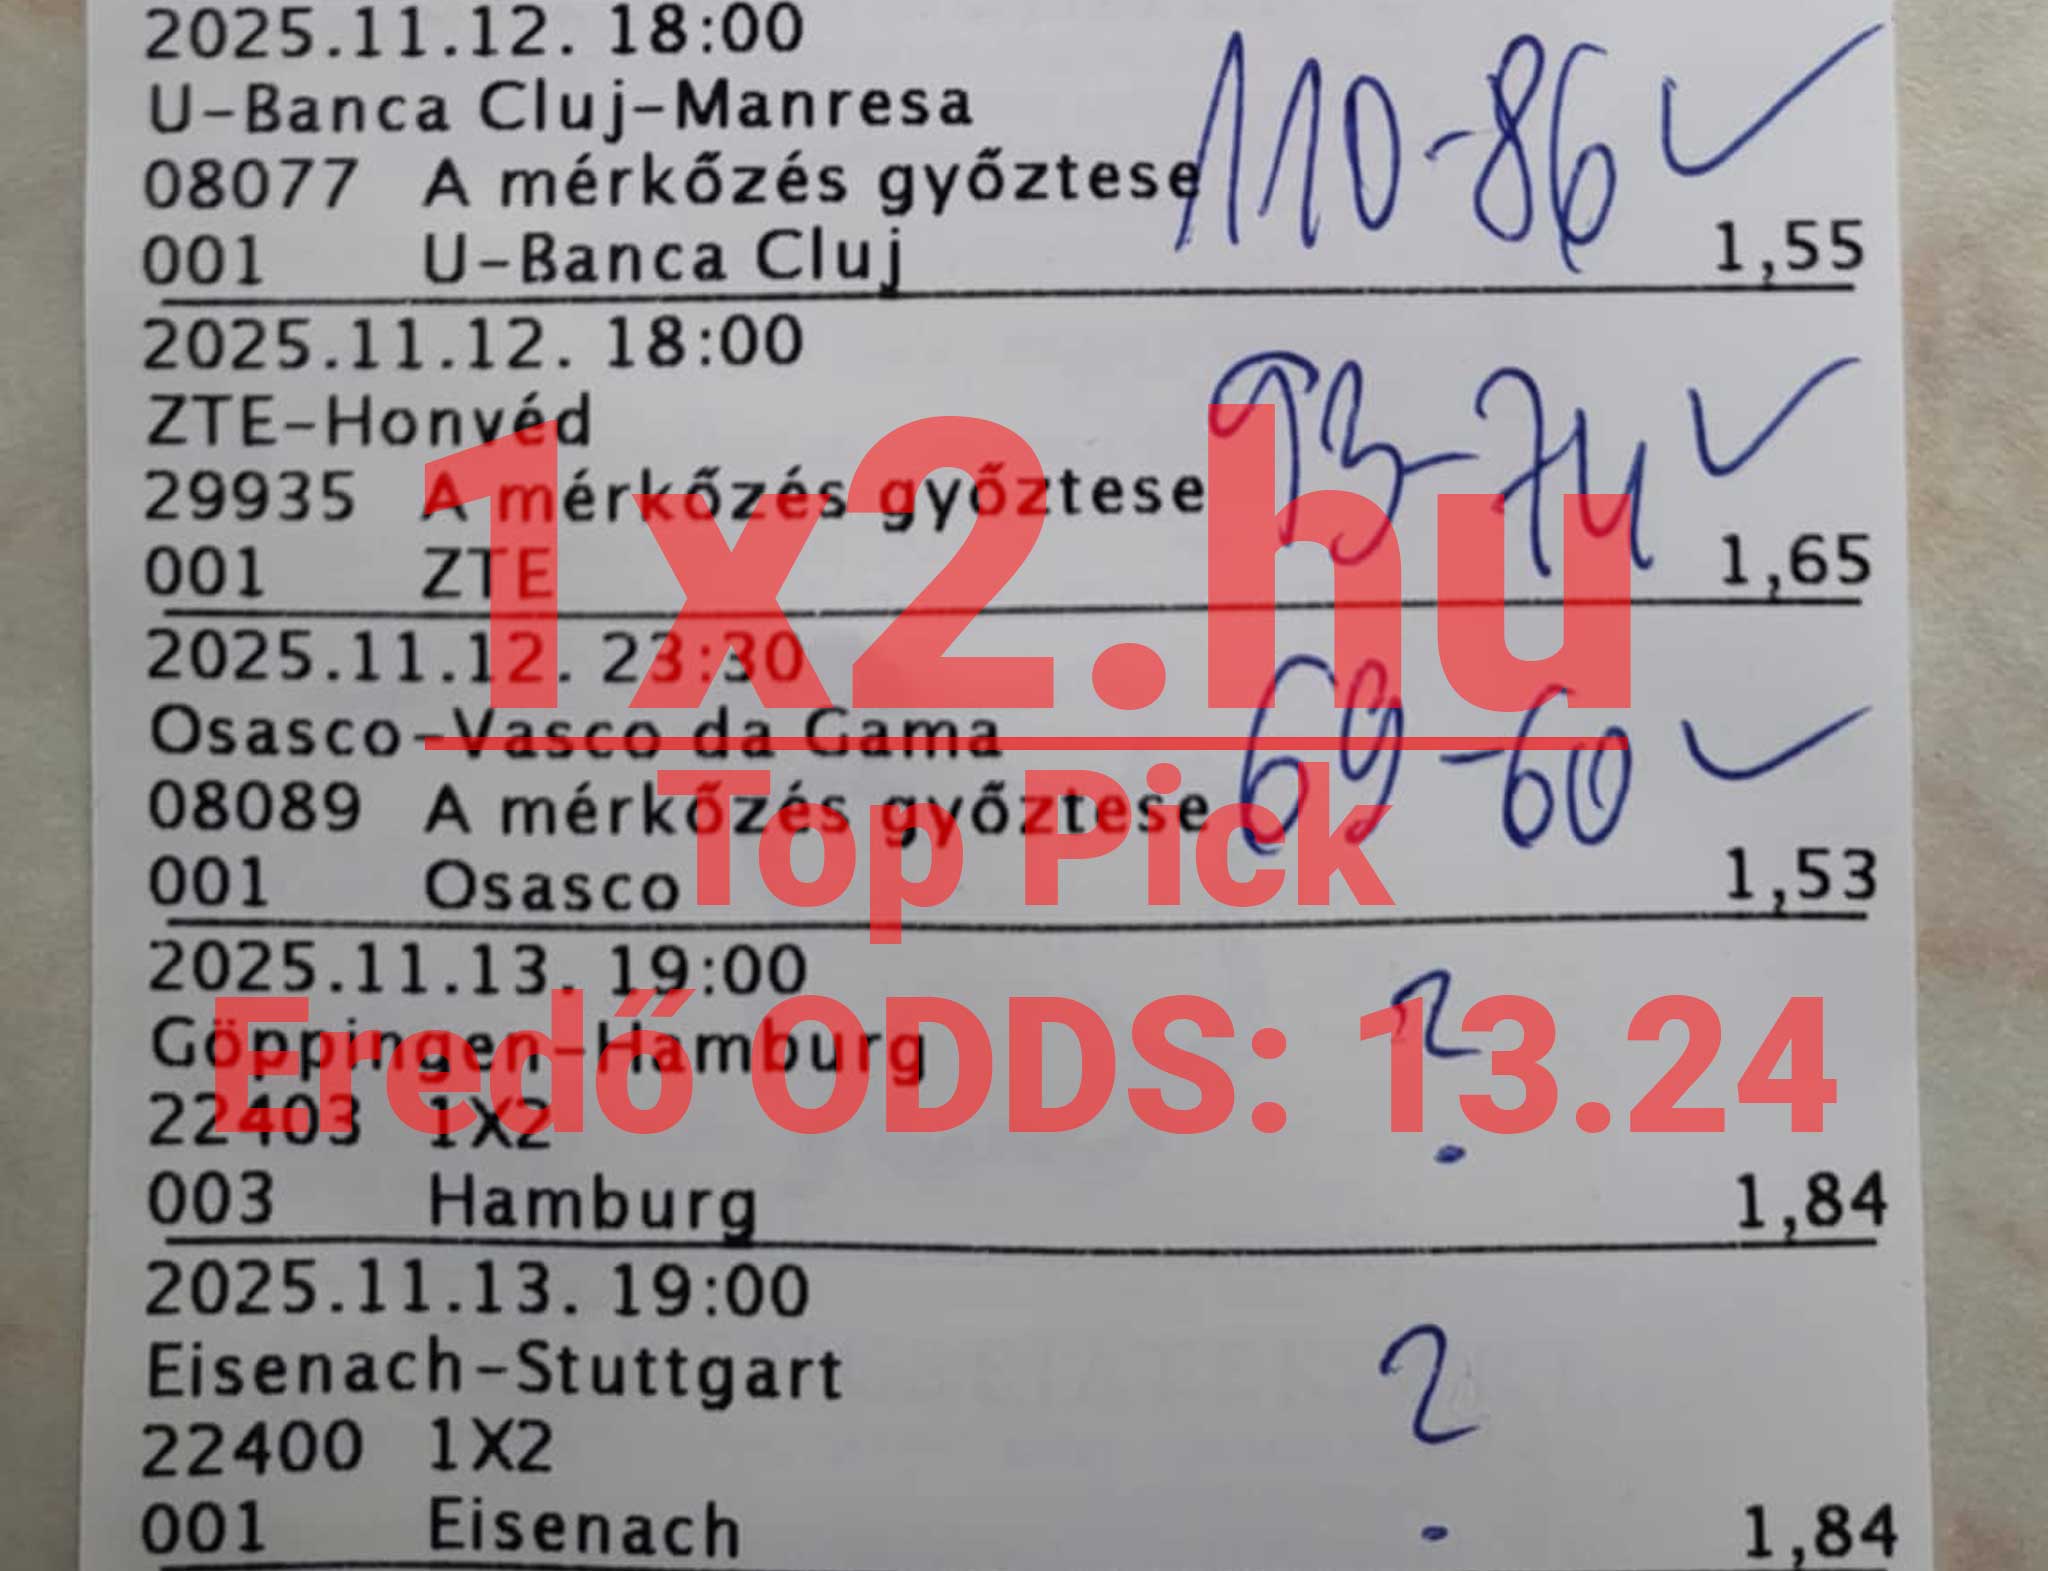 2025.11.12. 18:00
U-Banca Cluj-Manresa
08077 A mérkőzés győztese 110-86 ✓
001 U-Banca Cluj 1,55
2025.11.12. 18:00
ZTE-Honvéd
29935 A mérkőzés győztese 93-74 ✓
001 ZTE 1,65
1x2.hu
2025.11.12. 23:30
Osasco-Vasco da Gama
08089 A mérkőzés győztese 69-60 ✓
001 Osasco 1,53
Top Pick
2025.11.13. 19:00
Göppingen-Hamburg ?
Eredő ODDS: 13.24
22403 1X2
003 Hamburg 1,84
2025.11.13. 19:00
Eisenach-Stuttgart ?
22400 1X2
001 Eisenach 1,84